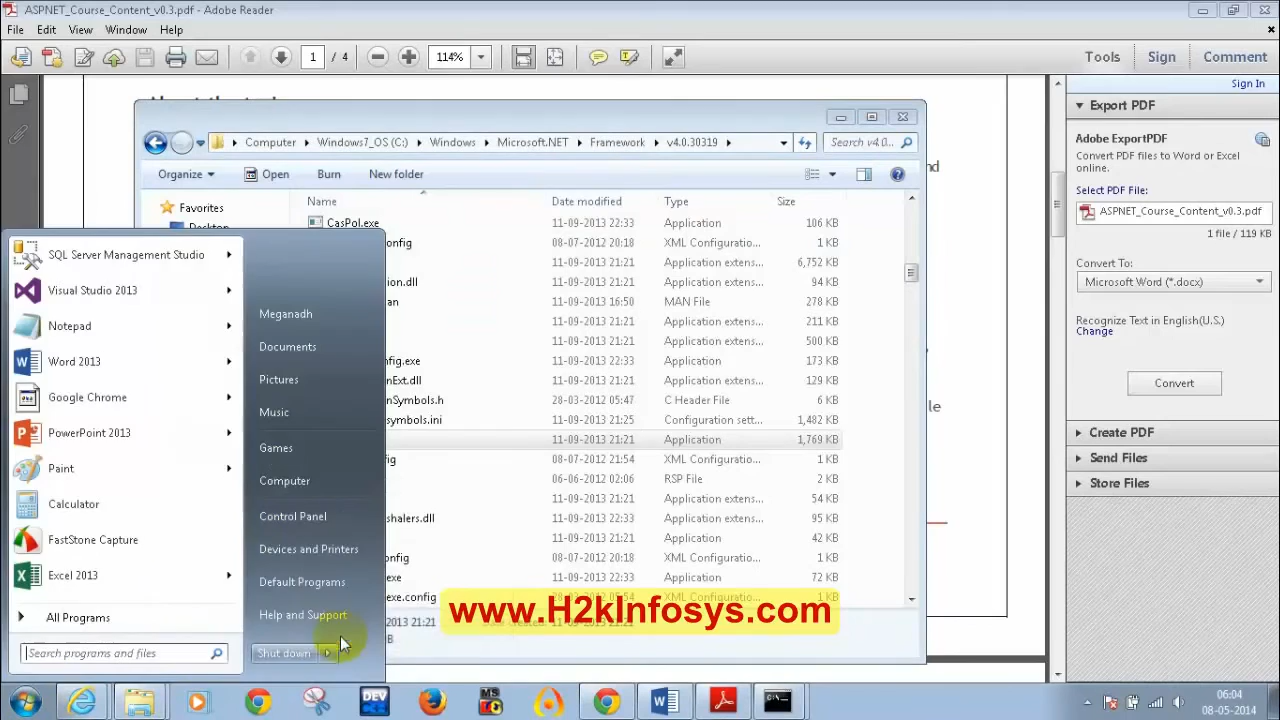 ASPNET_Course_Content_v0.3.pdf - Adobe Reader
File Edit View Window Help
1 / 4 114% Tools Sign Comment
Sign In
Export PDF
Adobe ExportPDF
Convert PDF files to Word or Excel
online.
Select PDF File:
ASPNET_Course_Content_v0.3.pdf
1 file / 119 KB
Convert To:
Microsoft Word (*.docx)
Recognize Text in English(U.S.)
Change
Convert
Create PDF
Send Files
Store Files
nd
le
Computer Windows7_OS (C:) Windows Microsoft.NET Framework v4.0.30319 Search v4.0...
Organize Open Burn New folder
Name Date modified Type Size
Favorites
Desktop
CasPol.exe 11-09-2013 22:33 Application 106 KB
onfig 08-07-2012 20:18 XML Configuratio... 1 KB
11-09-2013 21:21 Application extens... 6,752 KB
ion.dll 11-09-2013 21:21 Application extens... 94 KB
an 11-09-2013 16:50 MAN File 278 KB
11-09-2013 21:21 Application extens... 211 KB
11-09-2013 21:21 Application extens... 500 KB
nfig.exe 11-09-2013 22:33 Application 173 KB
nExt.dll 11-09-2013 21:21 Application extens... 129 KB
nSymbols.h 28-03-2012 05:47 C Header File 6 KB
symbols.ini 11-09-2013 21:25 Configuration sett... 1,482 KB
11-09-2013 21:21 Application 1,769 KB
fig 08-07-2012 21:54 XML Configuratio... 1 KB
06-06-2012 02:06 RSP File 2 KB
11-09-2013 21:21 Application extens... 54 KB
shalers.dll 11-09-2013 22:33 Application extens... 95 KB
11-09-2013 21:21 Application 42 KB
onfig 08-07-2012 20:18 XML Configuratio... 1 KB
exe 11-09-2013 22:33 Application 72 KB
exe.config
2013 21:21
SQL Server Management Studio
Visual Studio 2013
Notepad
Word 2013
Google Chrome
PowerPoint 2013
Paint
Calculator
FastStone Capture
Excel 2013
All Programs
Search programs and files
Meganadh
Documents
Pictures
Music
Games
Computer
Control Panel
Devices and Printers
Default Programs
Help and Support
Shut down
www.H2kInfosys.com
DEV
MS
06:04
08-05-2014